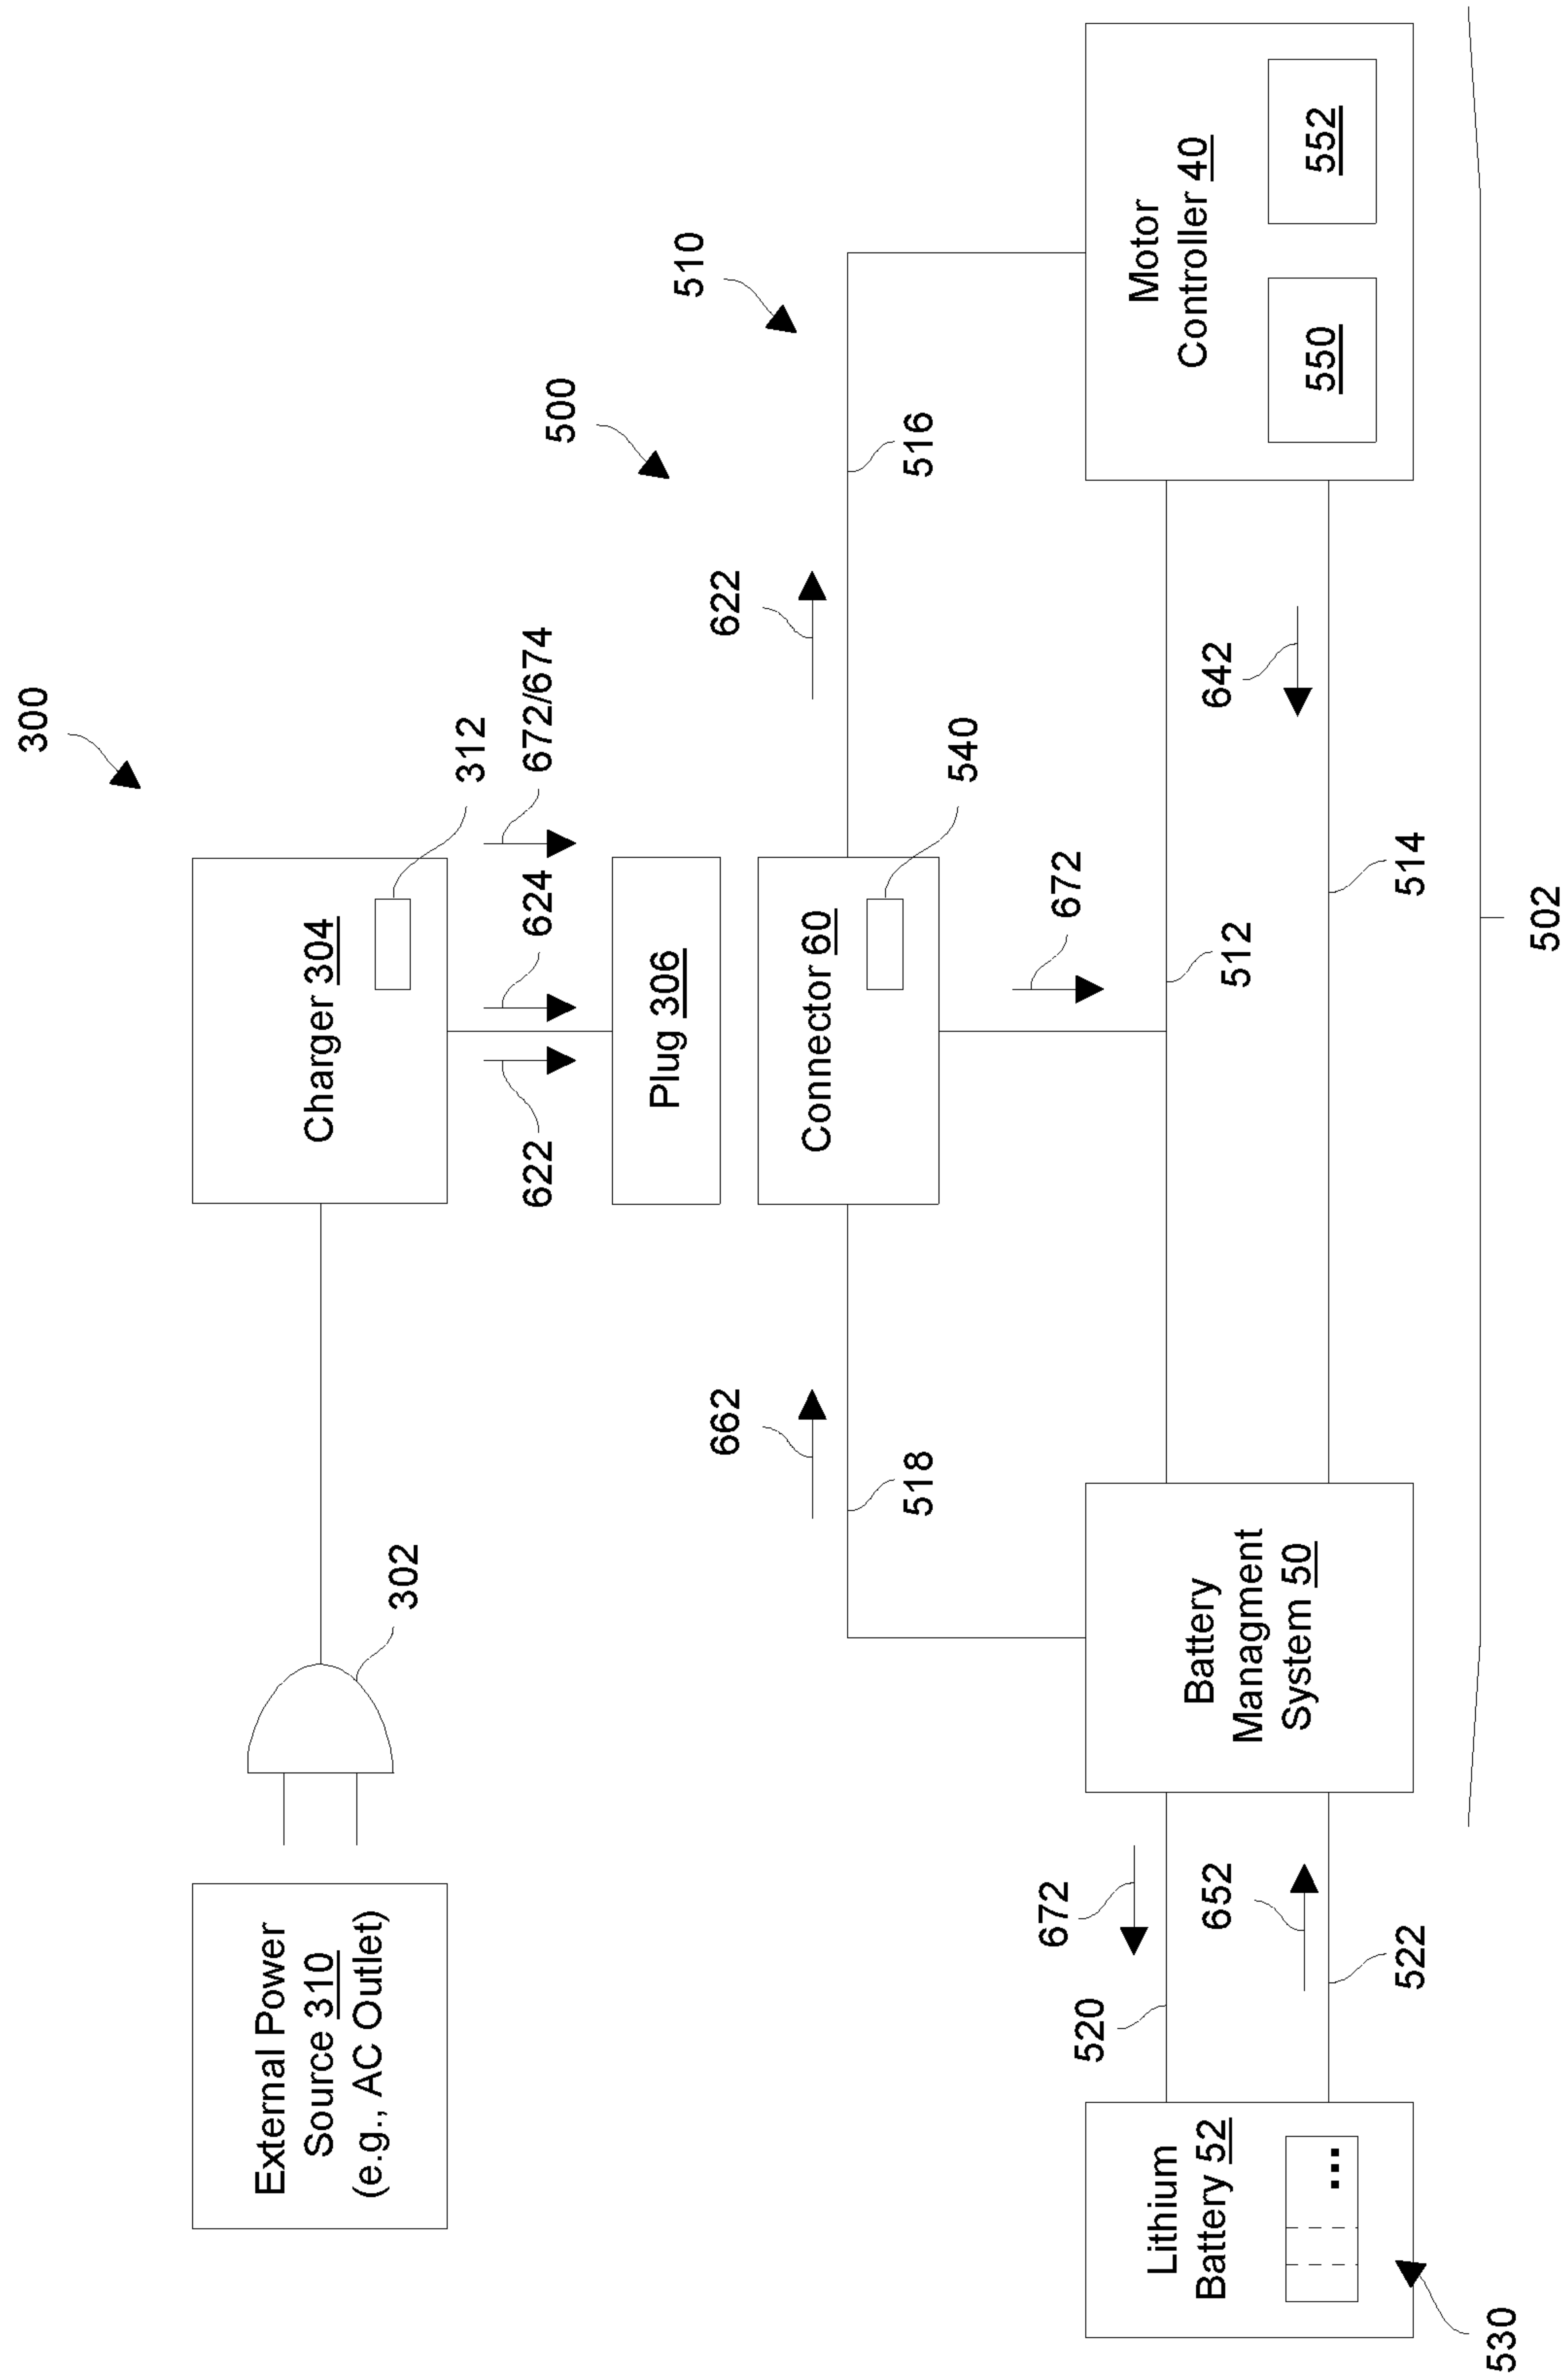 300
External Power
Source 310
(e.g., AC Outlet)
302
Charger 304
312
622
624
672/674
Plug 306
500
510
662
622
518
Connector 60
540
516
672
Lithium
Battery 52
530
520
672
652
522
Battery
Managment
System 50
512
514
642
Motor
Controller 40
550
552
502